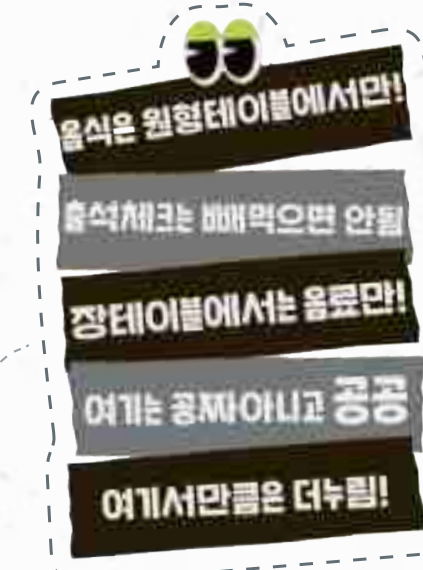 음식은 원형테이블에서만!
출석체크는 빼먹으면 안됨
장테이블에서는 음료만!
여기는 공짜아니고 공공
여기서만큼은 더누림!